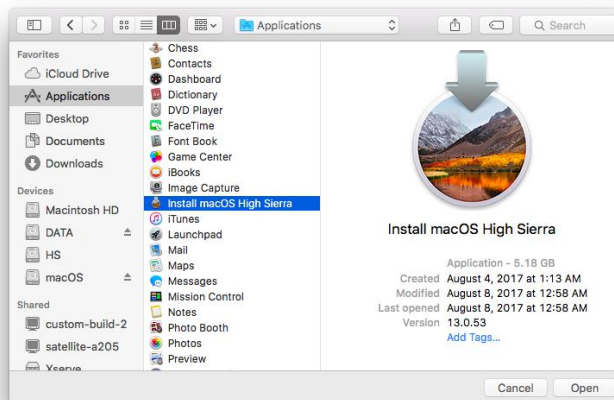 Applications
Search
Favorites
iCloud Drive
Applications
Desktop
Documents
Downloads
Devices
Macintosh HD
DATA
HS
macOS
Shared
custom-build-2
satellite-a205
Xserve
Chess
Contacts
Dashboard
Dictionary
DVD Player
FaceTime
Font Book
Game Center
iBooks
Image Capture
Install macOS High Sierra
iTunes
Launchpad
Mail
Maps
Messages
Mission Control
Notes
Photo Booth
Photos
Preview
Install macOS High Sierra
Application - 5.18 GB
Created August 4, 2017 at 1:13 AM
Modified August 8, 2017 at 12:58 AM
Last opened August 8, 2017 at 12:58 AM
Version 13.0.53
Add Tags...
Cancel
Open